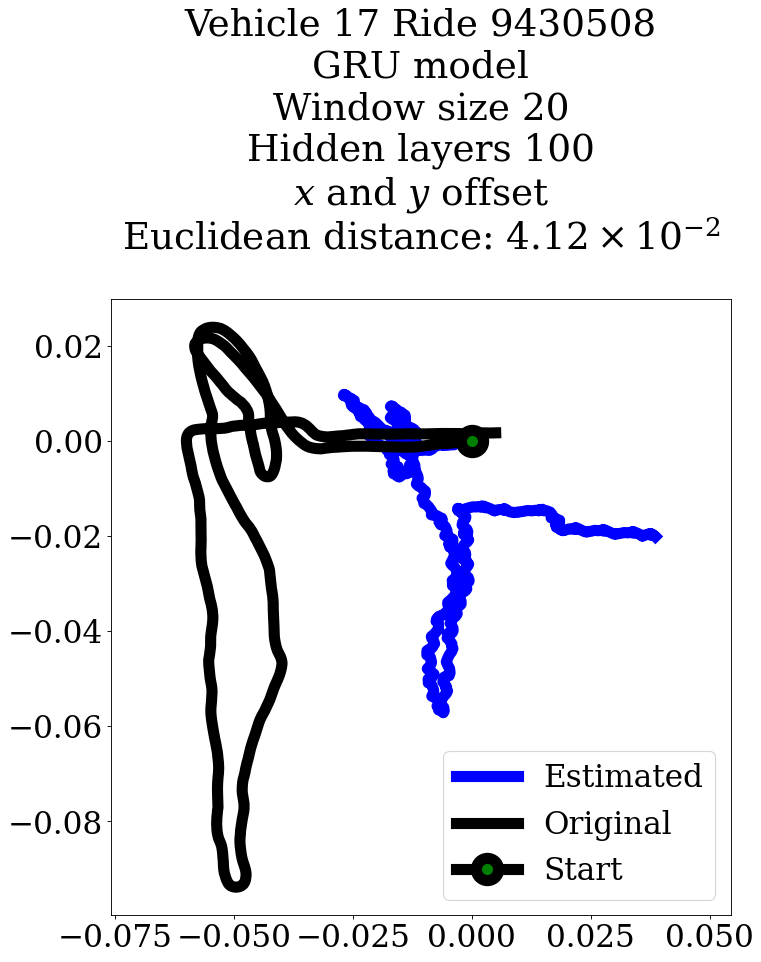 Vehicle 17 Ride 9430508
GRU model
Window size 20
Hidden layers 100
x and y offset
Euclidean distance: 4.12 × 10⁻²
0.02
0.00
−0.02
−0.04
−0.06
−0.08
Estimated
Original
Start
−0.075 −0.050 −0.025 0.000 0.025 0.050